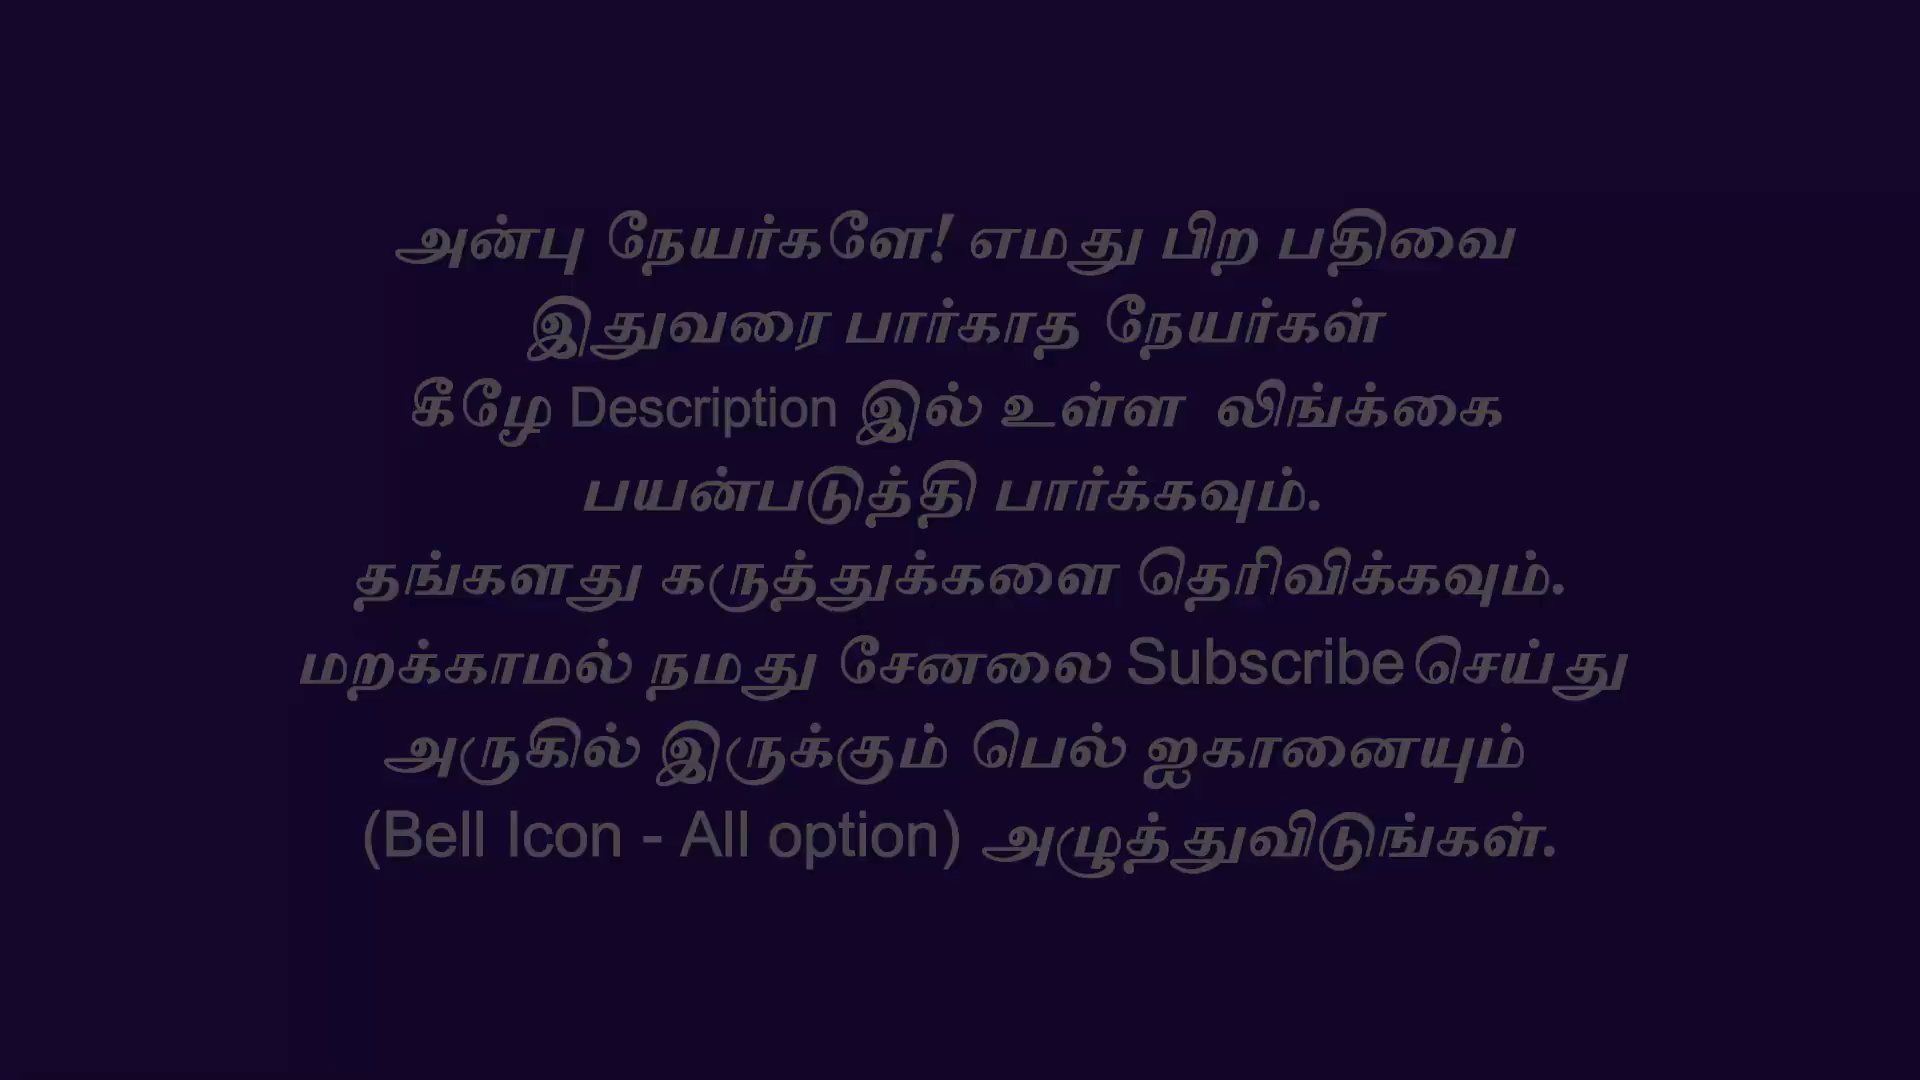 அன்பு நேயர்களே! எமது பிற பதிவை
இதுவரை பார்காத நேயர்கள்
கீழே Description இல் உள்ள லிங்க்கை
பயன்படுத்தி பார்க்கவும்.
தங்களது கருத்துக்களை தெரிவிக்கவும்.
மறக்காமல் நமது சேனலை Subscribe செய்து
அருகில் இருக்கும் பெல் ஐகானையும்
(Bell Icon - All option) அழுத்துவிடுங்கள்.